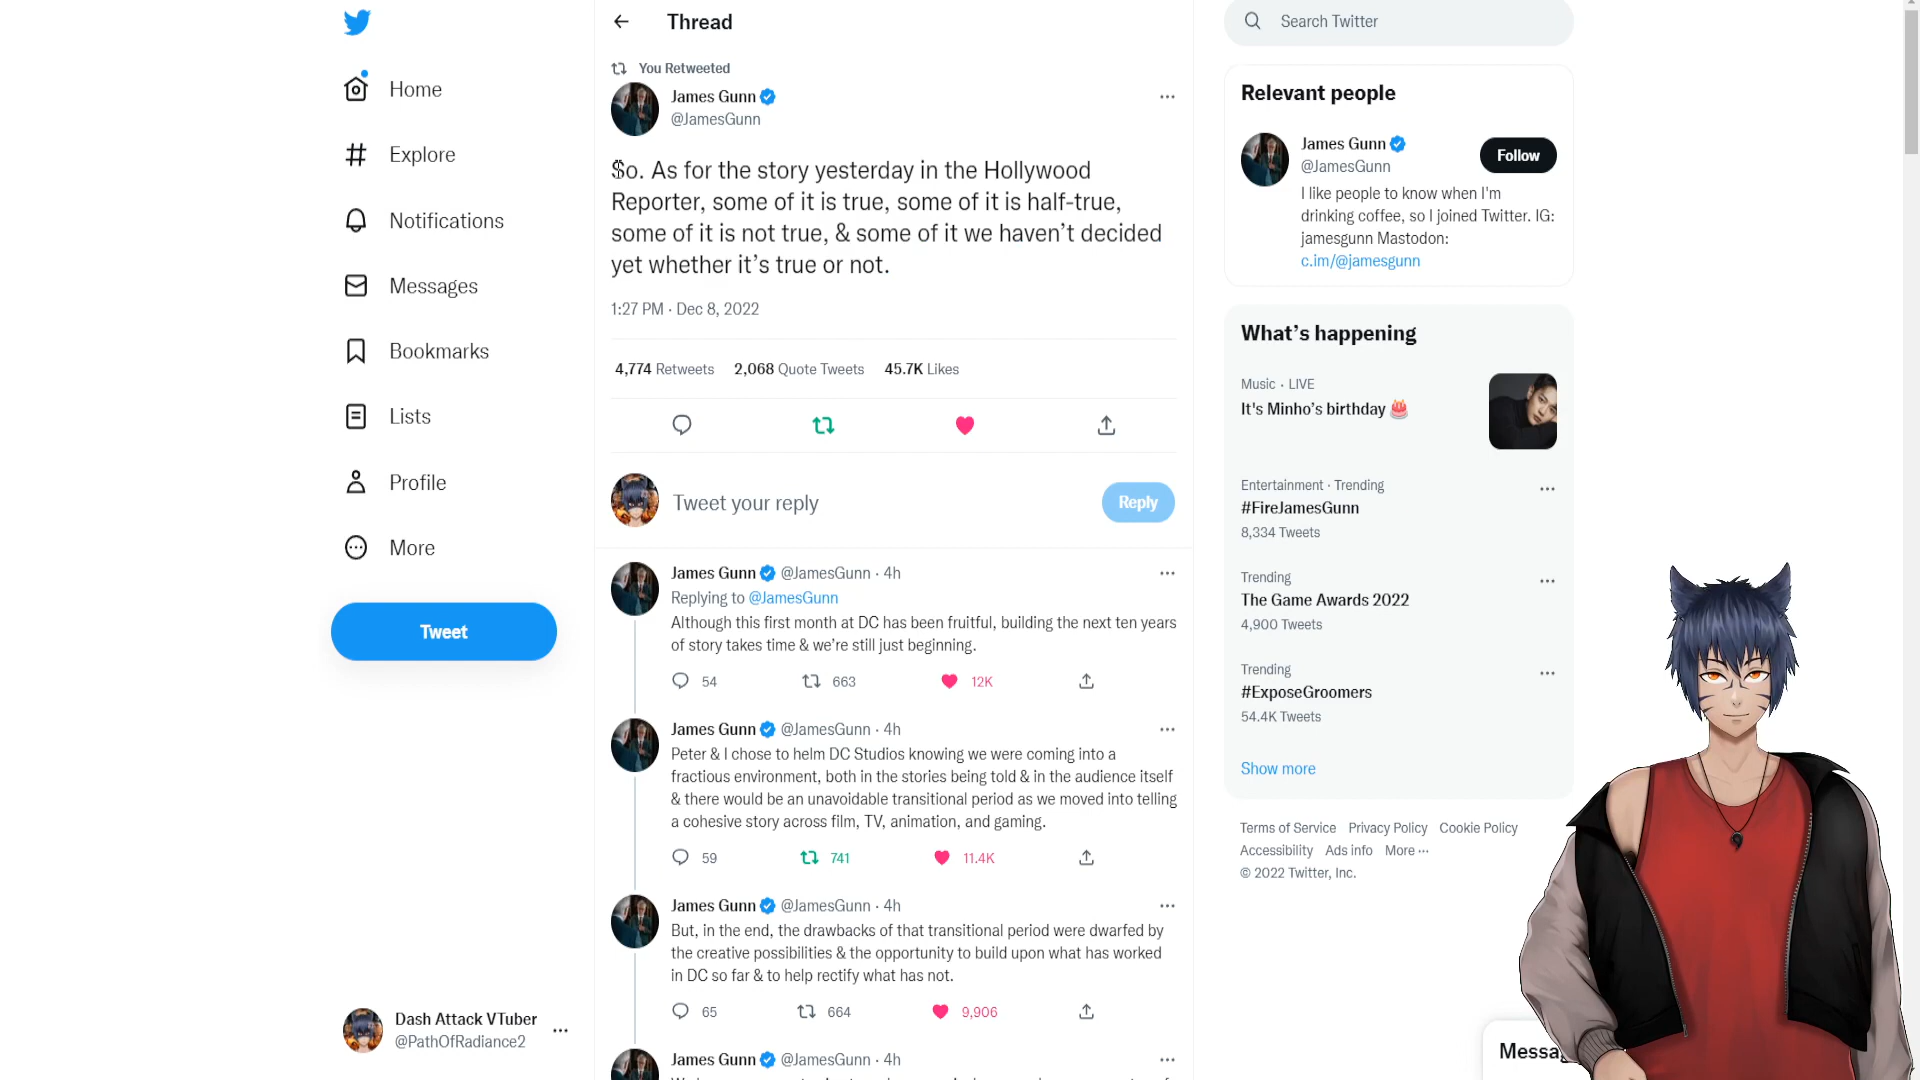 Home
Explore
Notifications
Messages
Bookmarks
Lists
Profile
More
Tweet
Dash Attack VTuber
@PathOfRadiance2
Thread
You Retweeted
James Gunn
@JamesGunn
So. As for the story yesterday in the Hollywood
Reporter, some of it is true, some of it is half-true,
some of it is not true, & some of it we haven’t decided
yet whether it’s true or not.
1:27 PM · Dec 8, 2022
4,774 Retweets 2,068 Quote Tweets 45.7K Likes
Tweet your reply
Reply
James Gunn @JamesGunn · 4h
Replying to @JamesGunn
Although this first month at DC has been fruitful, building the next ten years
of story takes time & we’re still just beginning.
54 663 12K
James Gunn @JamesGunn · 4h
Peter & I chose to helm DC Studios knowing we were coming into a
fractious environment, both in the stories being told & in the audience itself
& there would be an unavoidable transitional period as we moved into telling
a cohesive story across film, TV, animation, and gaming.
59 741 11.4K
James Gunn @JamesGunn · 4h
But, in the end, the drawbacks of that transitional period were dwarfed by
the creative possibilities & the opportunity to build upon what has worked
in DC so far & to help rectify what has not.
65 664 9,906
James Gunn @JamesGunn · 4h
Search Twitter
Relevant people
James Gunn
@JamesGunn
Follow
I like people to know when I'm
drinking coffee, so I joined Twitter. IG:
jamesgunn Mastodon:
c.im/@jamesgunn
What’s happening
Music · LIVE
It's Minho’s birthday 🎂
Entertainment · Trending
#FireJamesGunn
8,334 Tweets
Trending
The Game Awards 2022
4,900 Tweets
Trending
#ExposeGroomers
54.4K Tweets
Show more
Terms of Service Privacy Policy Cookie Policy
Accessibility Ads info More ···
© 2022 Twitter, Inc.